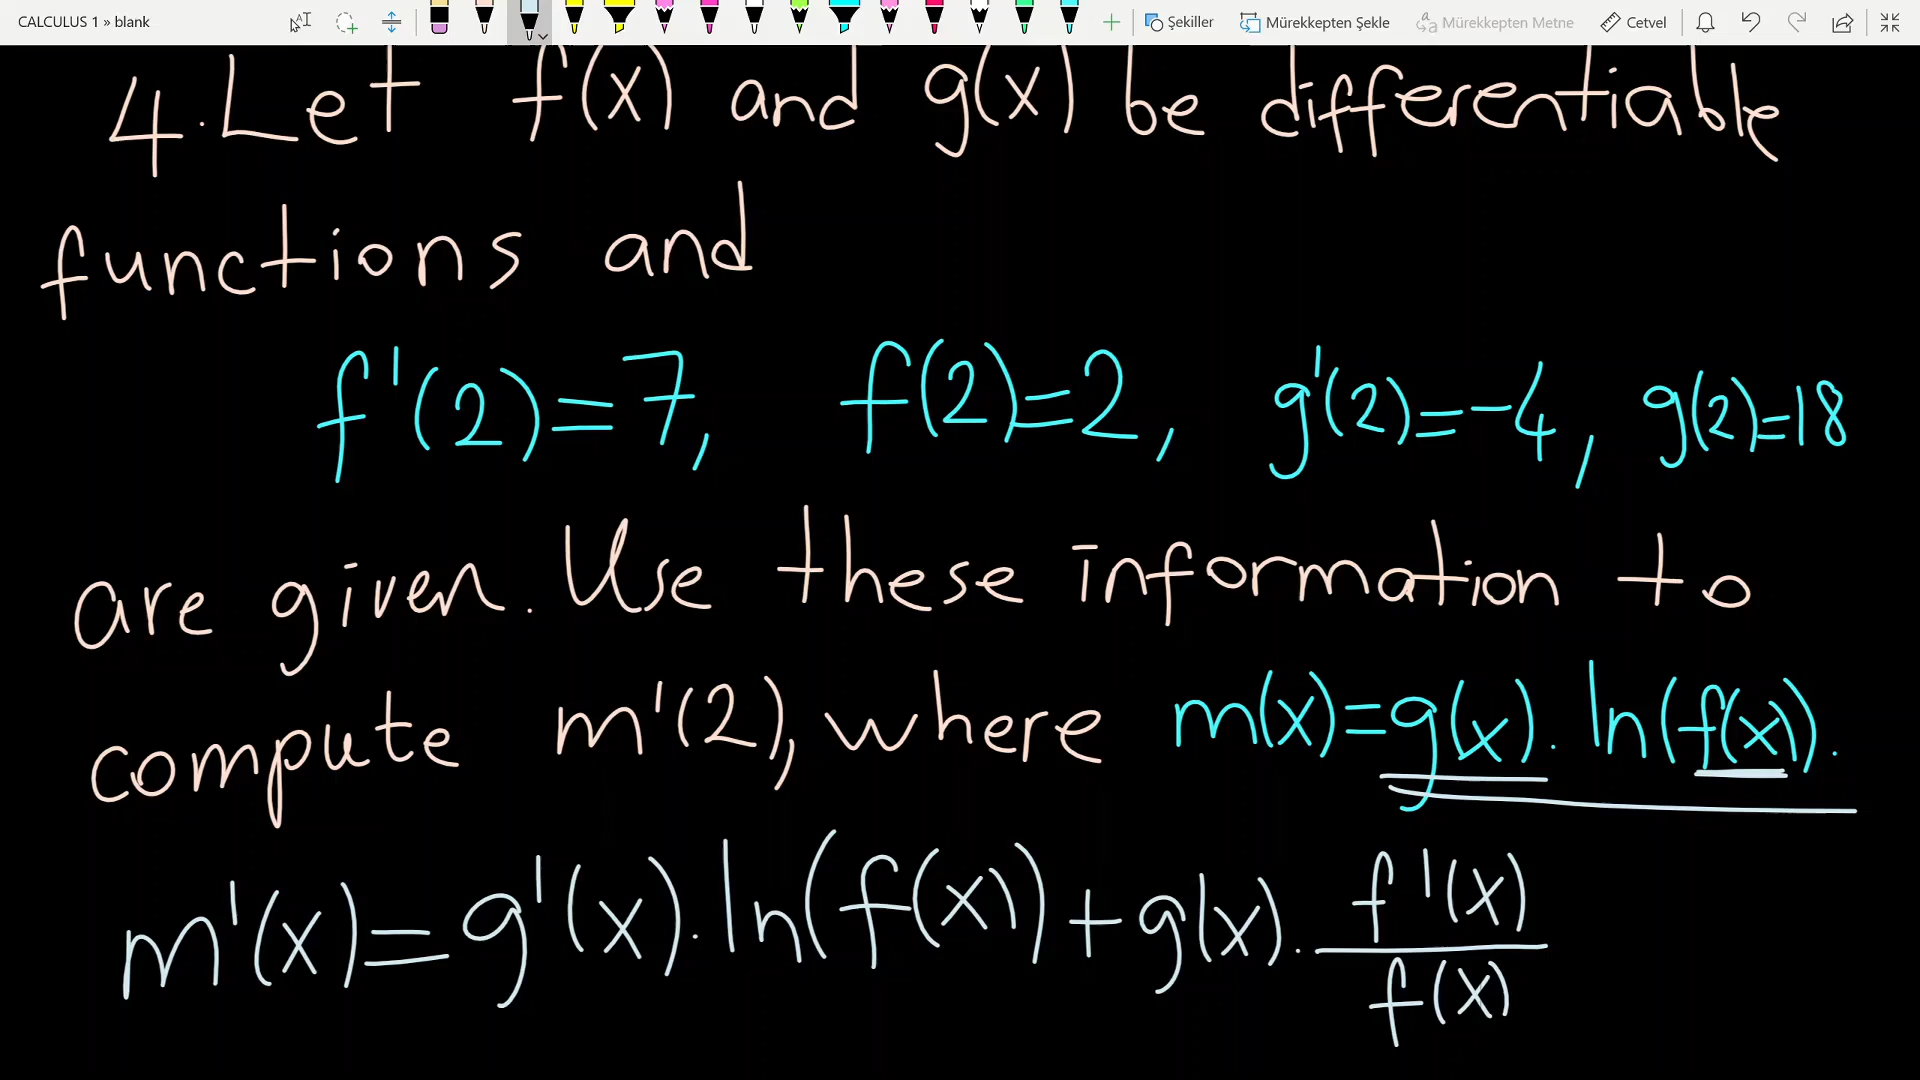 CALCULUS 1 » blank
Şekiller
Mürekkepten Şekle
Mürekkepten Metne
Cetvel
4. Let f(x) and g(x) be differentiable
functions and
f'(2)=7, f(2)=2, g'(2)=-4, g(2)=18
are given. Use these information to
compute m'(2), where m(x)=g(x). ln(f(x)).
m'(x)=g'(x). ln(f(x))+g(x). f'(x)
f(x)